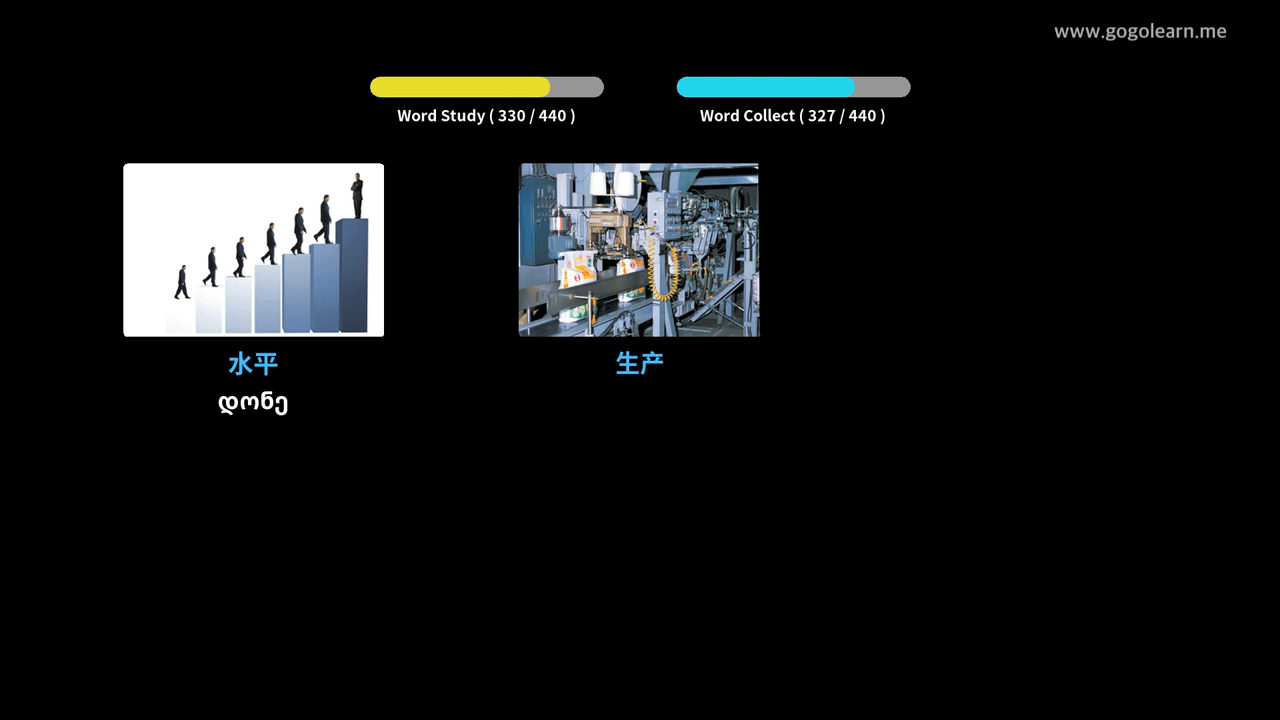 www.gogolearn.me
Word Study ( 330 / 440 )
Word Collect ( 327 / 440 )
水平
დონე
生产